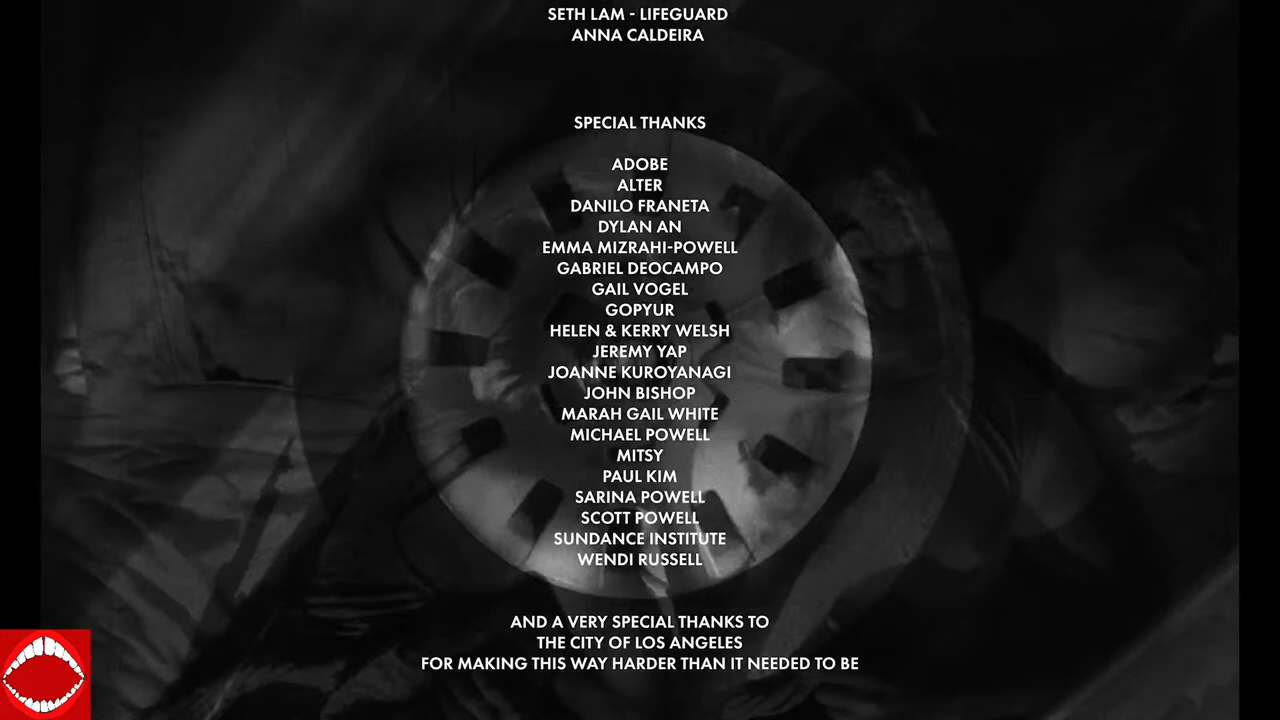 SETH LAM - LIFEGUARD
ANNA CALDEIRA
SPECIAL THANKS
ADOBE
ALTER
DANILO FRANETA
DYLAN AN
EMMA MIZRAHI-POWELL
GABRIEL DEOCAMPO
GAIL VOGEL
GOPYUR
HELEN & KERRY WELSH
JEREMY YAP
JOANNE KUROYANAGI
JOHN BISHOP
MARAH GAIL WHITE
MICHAEL POWELL
MITSY
PAUL KIM
SARINA POWELL
SCOTT POWELL
SUNDANCE INSTITUTE
WENDI RUSSELL
AND A VERY SPECIAL THANKS TO
THE CITY OF LOS ANGELES
FOR MAKING THIS WAY HARDER THAN IT NEEDED TO BE